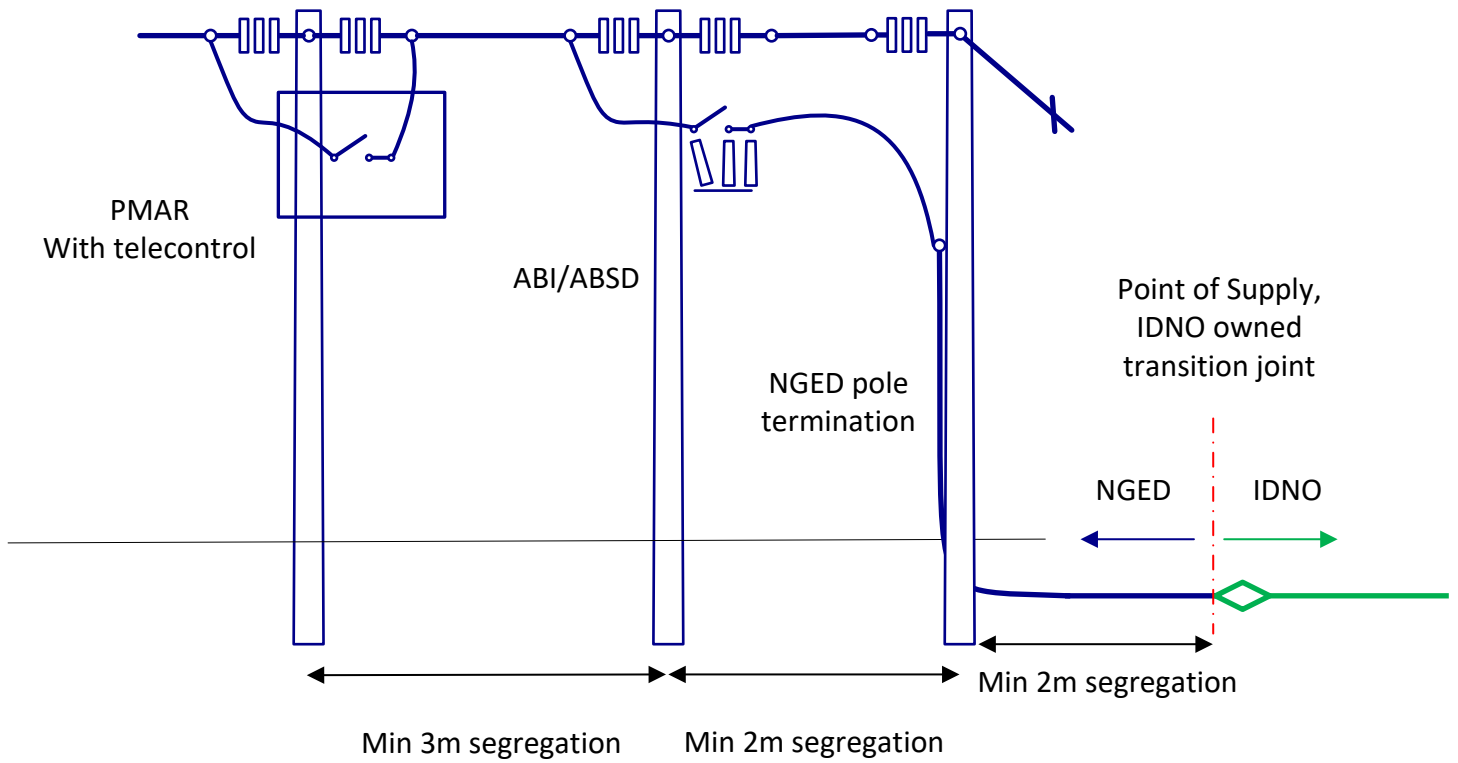 PMAR
With telecontrol
ABI/ABSD
NGED pole
termination
Point of Supply,
IDNO owned
transition joint
NGED
IDNO
Min 3m segregation
Min 2m segregation
Min 2m segregation